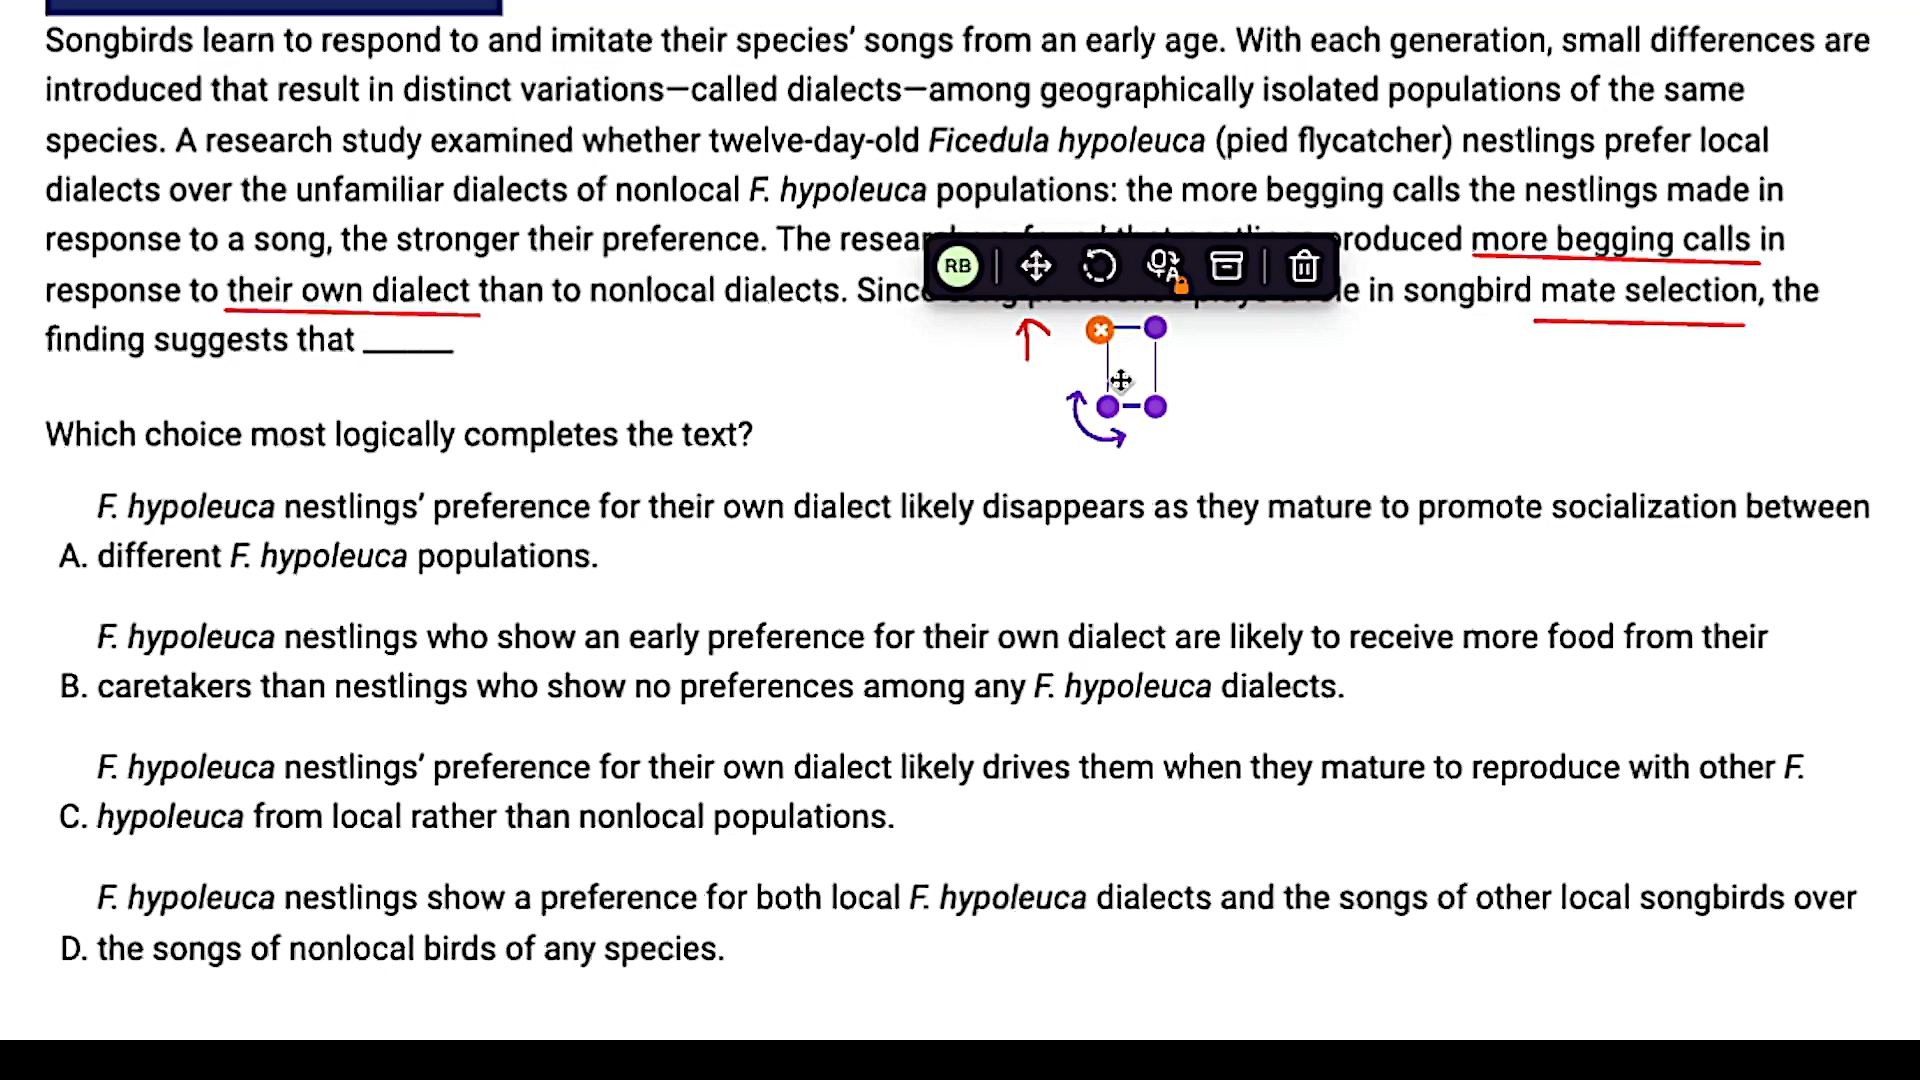 Songbirds learn to respond to and imitate their species’ songs from an early age. With each generation, small differences are
introduced that result in distinct variations—called dialects—among geographically isolated populations of the same
species. A research study examined whether twelve-day-old Ficedula hypoleuca (pied flycatcher) nestlings prefer local
dialects over the unfamiliar dialects of nonlocal F. hypoleuca populations: the more begging calls the nestlings made in
response to a song, the stronger their preference. The more begging calls in
response to their own dialect than to nonlocal dialects. in songbird mate selection, the
finding suggests that ______
RB
Which choice most logically completes the text?
F. hypoleuca nestlings’ preference for their own dialect likely disappears as they mature to promote socialization between
A. different F. hypoleuca populations.
F. hypoleuca nestlings who show an early preference for their own dialect are likely to receive more food from their
B. caretakers than nestlings who show no preferences among any F. hypoleuca dialects.
F. hypoleuca nestlings’ preference for their own dialect likely drives them when they mature to reproduce with other F.
C. hypoleuca from local rather than nonlocal populations.
F. hypoleuca nestlings show a preference for both local F. hypoleuca dialects and the songs of other local songbirds over
D. the songs of nonlocal birds of any species.